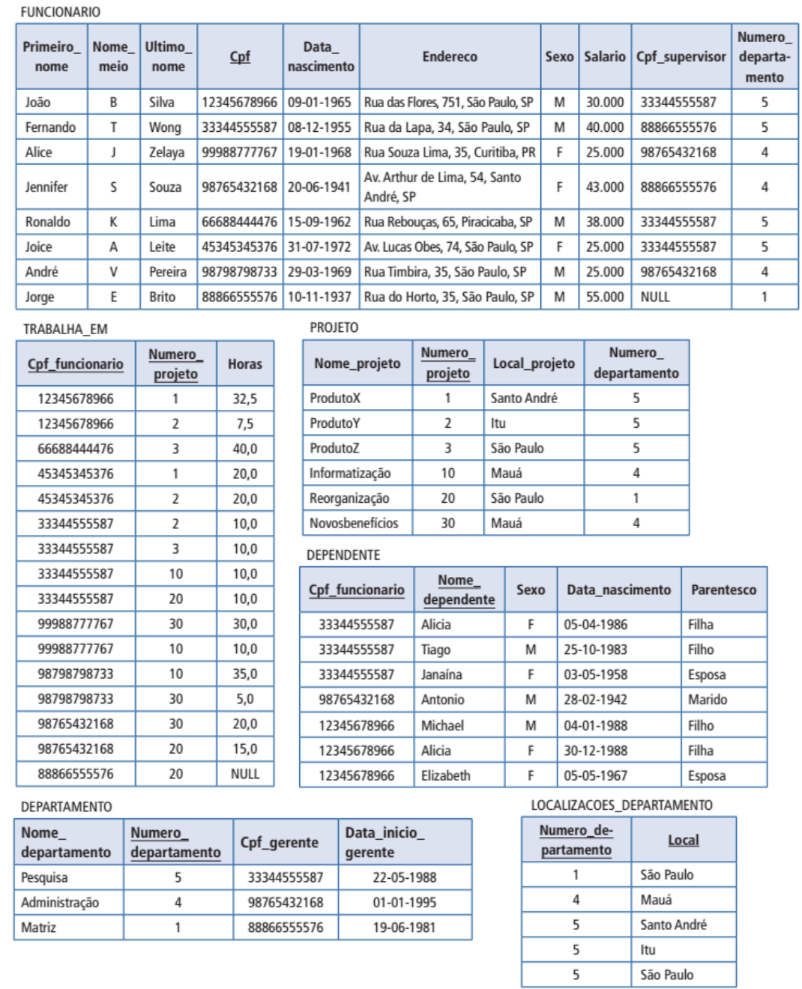 FUNCIONARIO
Primeiro_nome Nome_meio Ultimo_nome Cpf Data_nascimento Endereco Sexo Salario Cpf_supervisor Numero_departa-mento
João B Silva 12345678966 09-01-1965 Rua das Flores, 751, São Paulo, SP M 30.000 33344555587 5
Fernando T Wong 33344555587 08-12-1955 Rua da Lapa, 34, São Paulo, SP M 40.000 88866555576 5
Alice J Zelaya 99988777767 19-01-1968 Rua Souza Lima, 35, Curitiba, PR F 25.000 98765432168 4
Jennifer S Souza 98765432168 20-06-1941 Av. Arthur de Lima, 54, Santo André, SP F 43.000 88866555576 4
Ronaldo K Lima 66688444476 15-09-1962 Rua Rebouças, 65, Piracicaba, SP M 38.000 33344555587 5
Joice A Leite 45345345376 31-07-1972 Av. Lucas Obes, 74, São Paulo, SP F 25.000 33344555587 5
André V Pereira 98798798733 29-03-1969 Rua Timbira, 35, São Paulo, SP M 25.000 98765432168 4
Jorge E Brito 88866555576 10-11-1937 Rua do Horto, 35, São Paulo, SP M 55.000 NULL 1
TRABALHA_EM
Cpf_funcionario Numero_projeto Horas
12345678966 1 32,5
12345678966 2 7,5
66688444476 3 40,0
45345345376 1 20,0
45345345376 2 20,0
33344555587 2 10,0
33344555587 3 10,0
33344555587 10 10,0
33344555587 20 10,0
99988777767 30 30,0
99988777767 10 10,0
98798798733 10 35,0
98798798733 30 5,0
98765432168 30 20,0
98765432168 20 15,0
88866555576 20 NULL
PROJETO
Nome_projeto Numero_projeto Local_projeto Numero_departamento
ProdutoX 1 Santo André 5
ProdutoY 2 Itu 5
ProdutoZ 3 São Paulo 5
Informatização 10 Mauá 4
Reorganização 20 São Paulo 1
Novosbenefícios 30 Mauá 4
DEPENDENTE
Cpf_funcionario Nome_dependente Sexo Data_nascimento Parentesco
33344555587 Alicia F 05-04-1986 Filha
33344555587 Tiago M 25-10-1983 Filho
33344555587 Janaína F 03-05-1958 Esposa
98765432168 Antonio M 28-02-1942 Marido
12345678966 Michael M 04-01-1988 Filho
12345678966 Alicia F 30-12-1988 Filha
12345678966 Elizabeth F 05-05-1967 Esposa
DEPARTAMENTO
Nome_departamento Numero_departamento Cpf_gerente Data_inicio_gerente
Pesquisa 5 33344555587 22-05-1988
Administração 4 98765432168 01-01-1995
Matriz 1 88866555576 19-06-1981
LOCALIZACOES_DEPARTAMENTO
Numero_de-partamento Local
1 São Paulo
4 Mauá
5 Santo André
5 Itu
5 São Paulo